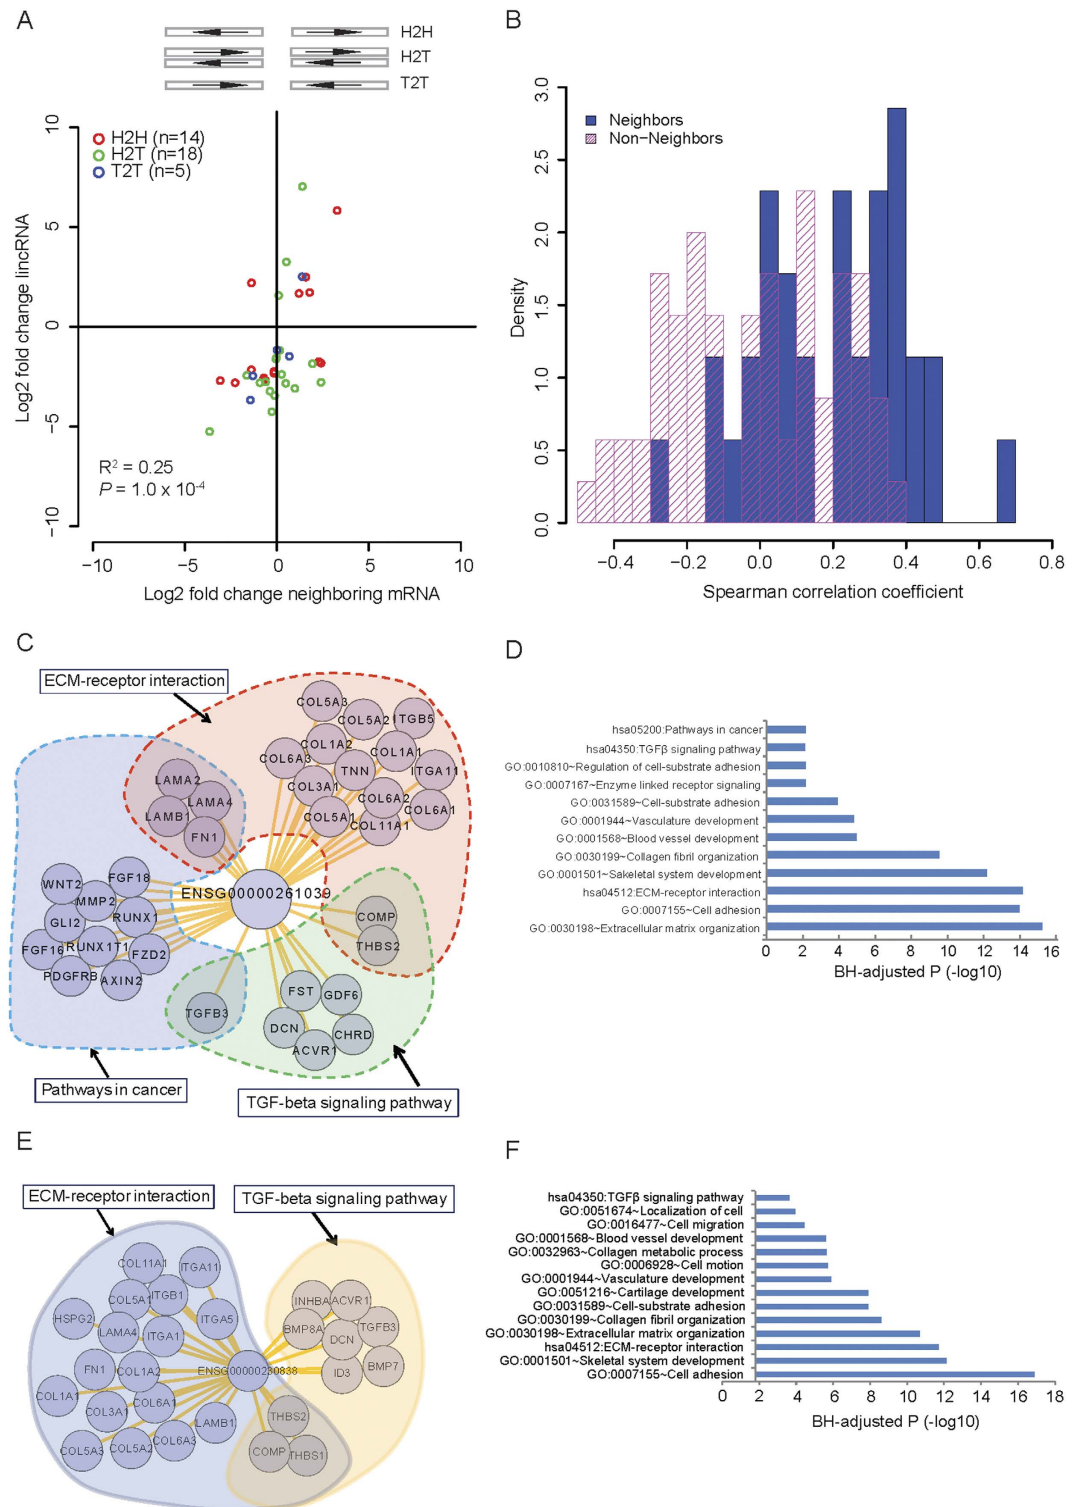 A
H2H
H2T
T2T
H2H (n=14)
H2T (n=18)
T2T (n=5)
10
5
0
−5
−10
Log2 fold change lincRNA
R² = 0.25
P = 1.0 x 10⁻⁴
−10
−5
0
5
10
Log2 fold change neighboring mRNA
B
Neighbors
Non−Neighbors
3.0
2.5
2.0
1.5
1.0
0.5
0.0
Density
−0.4
−0.2
0.0
0.2
0.4
0.6
0.8
Spearman correlation coefficient
C
ECM-receptor interaction
COL5A3
COL5A2
ITGB5
COL1A2
COL1A1
COL6A3
TNN
ITGA11
COL3A1
COL6A2
COL6A1
COL5A1
COL11A1
LAMA2
LAMA4
LAMB1
FN1
ENSG00000261039
WNT2
FGF18
MMP2
RUNX1
GLI2
FGF16
RUNX1T1
FZD2
PDGFRB
AXIN2
COMP
THBS2
TGFB3
FST
GDF6
DCN
CHRD
ACVR1
Pathways in cancer
TGF-beta signaling pathway
D
hsa05200:Pathways in cancer
hsa04350:TGFβ signaling pathway
GO:0010810~Regulation of cell-substrate adhesion
GO:0007167~Enzyme linked receptor signaling
GO:0031589~Cell-substrate adhesion
GO:0001944~Vasculature development
GO:0001568~Blood vessel development
GO:0030199~Collagen fibril organization
GO:0001501~Sakeletal system development
hsa04512:ECM-receptor interaction
GO:0007155~Cell adhesion
GO:0030198~Extracellular matrix organization
0 2 4 6 8 10 12 14 16
BH-adjusted P (-log10)
E
ECM-receptor interaction
TGF-beta signaling pathway
COL11A1
ITGA11
COL5A1
ITGB1
HSPG2
LAMA4
ITGA1
ITGA5
FN1
COL1A2
COL1A1
COL3A1
COL6A1
LAMB1
COL5A3
COL5A2
COL6A3
ENSG00000230838
INHBA
ACVR1
BMP8A
DCN
TGFB3
ID3
BMP7
THBS2
COMP
THBS1
F
hsa04350:TGFβ signaling pathway
GO:0051674~Localization of cell
GO:0016477~Cell migration
GO:0001568~Blood vessel development
GO:0032963~Collagen metabolic process
GO:0006928~Cell motion
GO:0001944~Vasculature development
GO:0051216~Cartilage development
GO:0031589~Cell-substrate adhesion
GO:0030199~Collagen fibril organization
GO:0030198~Extracellular matrix organization
hsa04512:ECM-receptor interaction
GO:0001501~Skeletal system development
GO:0007155~Cell adhesion
0 2 4 6 8 10 12 14 16 18
BH-adjusted P (-log10)